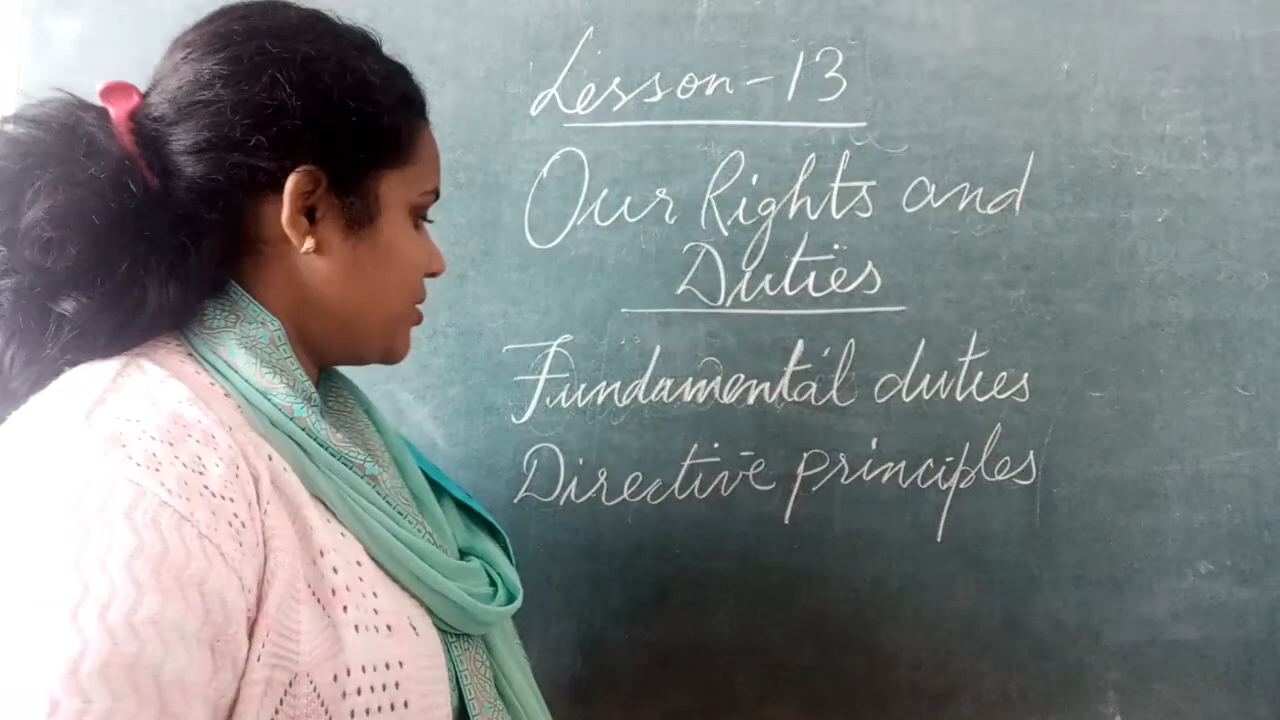 Lesson-13
Our Rights and
Duties
Fundamental duties
Directive principles